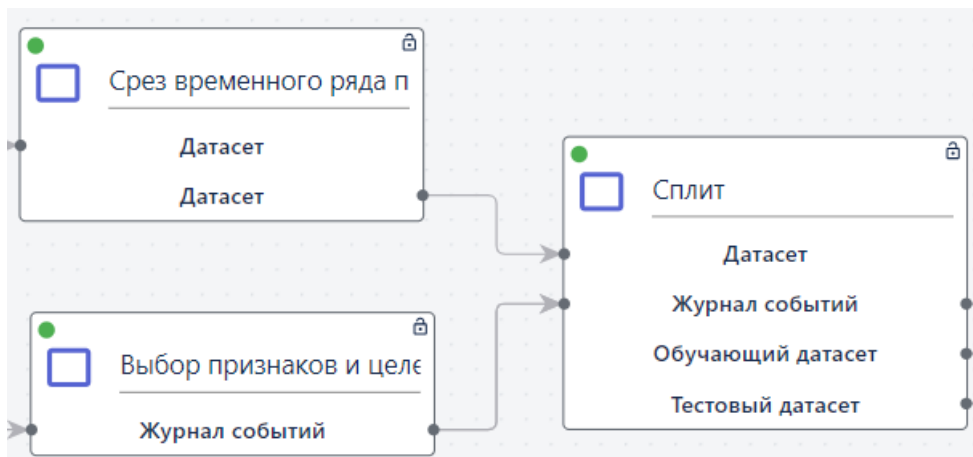 Срез временного ряда п
Датасет
Датасет
Сплит
Датасет
Журнал событий
Обучающий датасет
Тестовый датасет
Выбор признаков и целе
Журнал событий